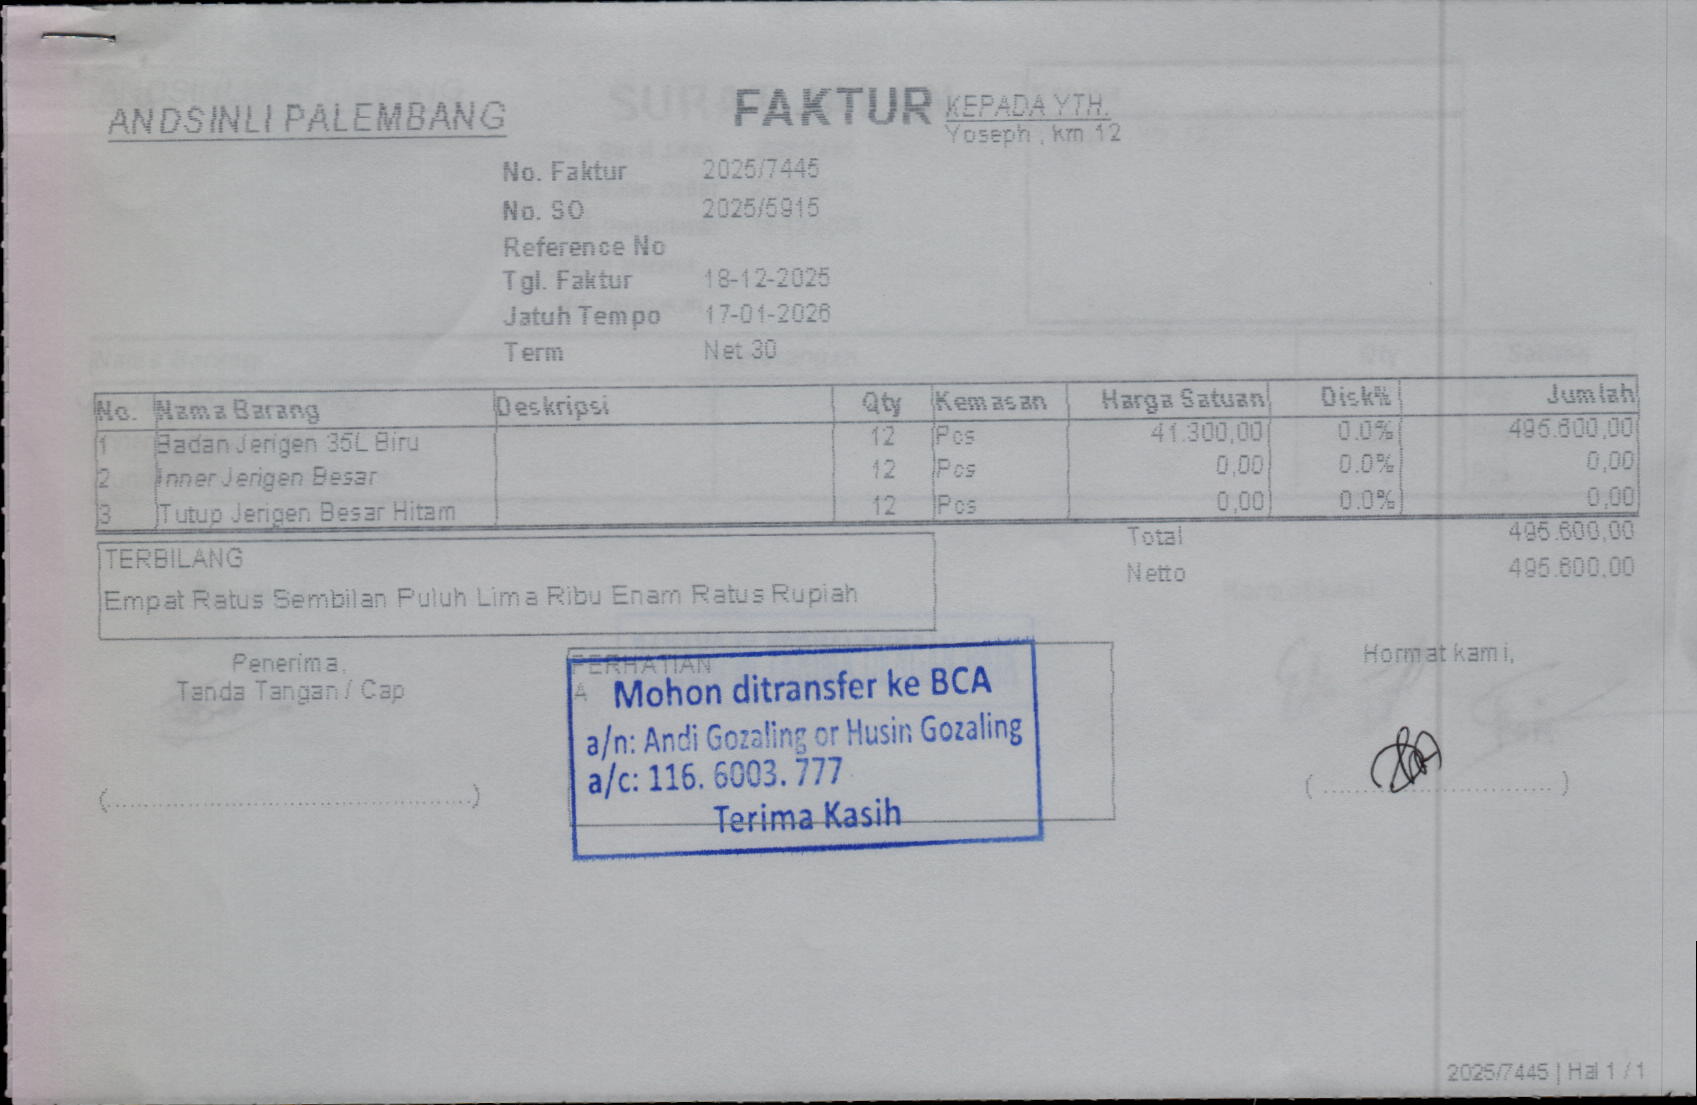 ANDSINLI PALEMBANG
FAKTUR
KEPADA YTH.
Yoseph , km 12
No. Faktur 2025/7445
No. SO 2025/5915
Reference No
Tgl. Faktur 18-12-2025
Jatuh Tempo 17-01-2026
Term Net 30
No. Nama Barang Deskripsi Qty Kemasan Harga Satuan Disk% Jumlah
1 Badan Jerigen 35L Biru 12 Pcs 41.300,00 0.0% 495.600,00
2 Inner Jerigen Besar 12 Pcs 0,00 0.0% 0,00
3 Tutup Jerigen Besar Hitam 12 Pcs 0,00 0.0% 0,00
Total 495.600,00
Netto 495.600,00
TERBILANG
Empat Ratus Sembilan Puluh Lima Ribu Enam Ratus Rupiah
Penerima,
Tanda Tangan / Cap
PERHATIAN
A
Mohon ditransfer ke BCA
a/n: Andi Gozaling or Husin Gozaling
a/c: 116. 6003. 777
Terima Kasih
Hormat kami,
(..........................................)
( .............................. )
2025/7445 | Hal 1 / 1